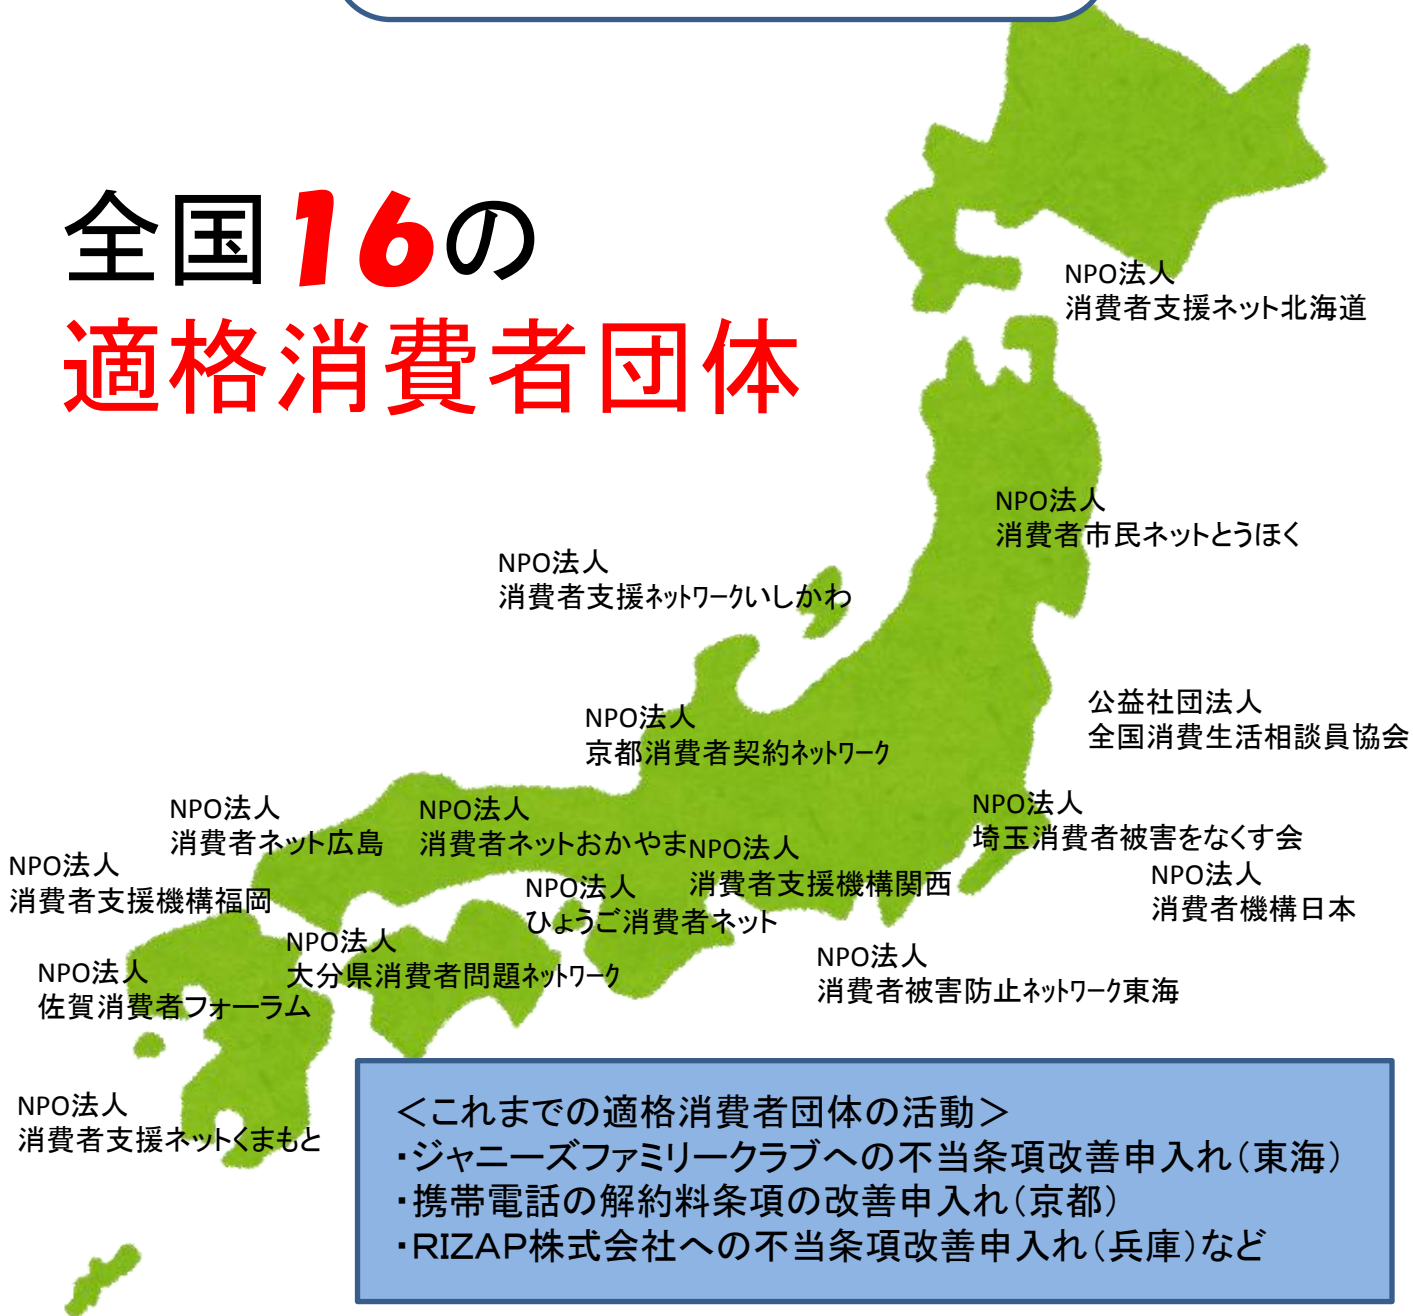 全国16の
適格消費者団体
NPO法人
消費者支援ネット北海道
NPO法人
消費者市民ネットとうほく
NPO法人
消費者支援ネットワークいしかわ
公益社団法人
全国消費生活相談員協会
NPO法人
京都消費者契約ネットワーク
NPO法人
消費者ネット広島
NPO法人
消費者ネットおかやま
NPO法人
埼玉消費者被害をなくす会
NPO法人
消費者支援機構関西
NPO法人
消費者支援機構福岡
NPO法人
消費者機構日本
NPO法人
ひょうご消費者ネット
NPO法人
大分県消費者問題ネットワーク
NPO法人
消費者被害防止ネットワーク東海
NPO法人
佐賀消費者フォーラム
NPO法人
消費者支援ネットくまもと
＜これまでの適格消費者団体の活動＞
・ジャニーズファミリークラブへの不当条項改善申入れ（東海）
・携帯電話の解約料条項の改善申入れ（京都）
・RIZAP株式会社への不当条項改善申入れ（兵庫）など